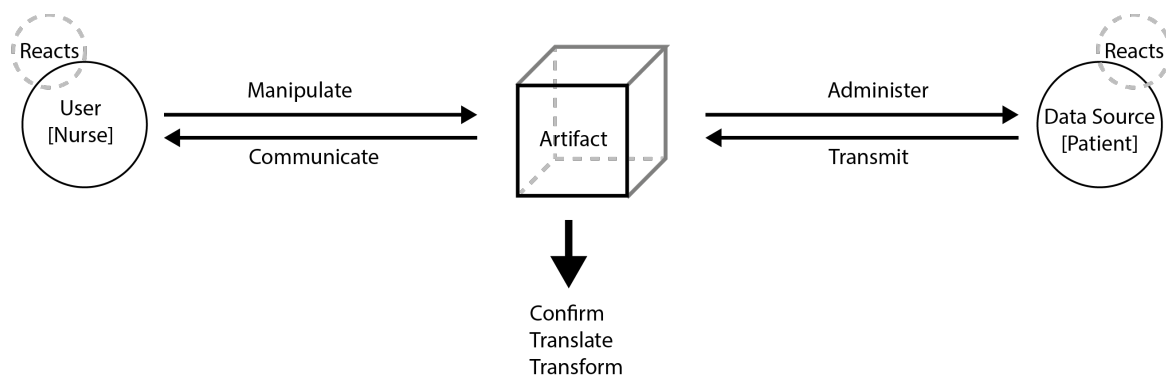 Reacts
User
[Nurse]
Manipulate
Communicate
Artifact
Administer
Transmit
Reacts
Data Source
[Patient]
Confirm
Translate
Transform